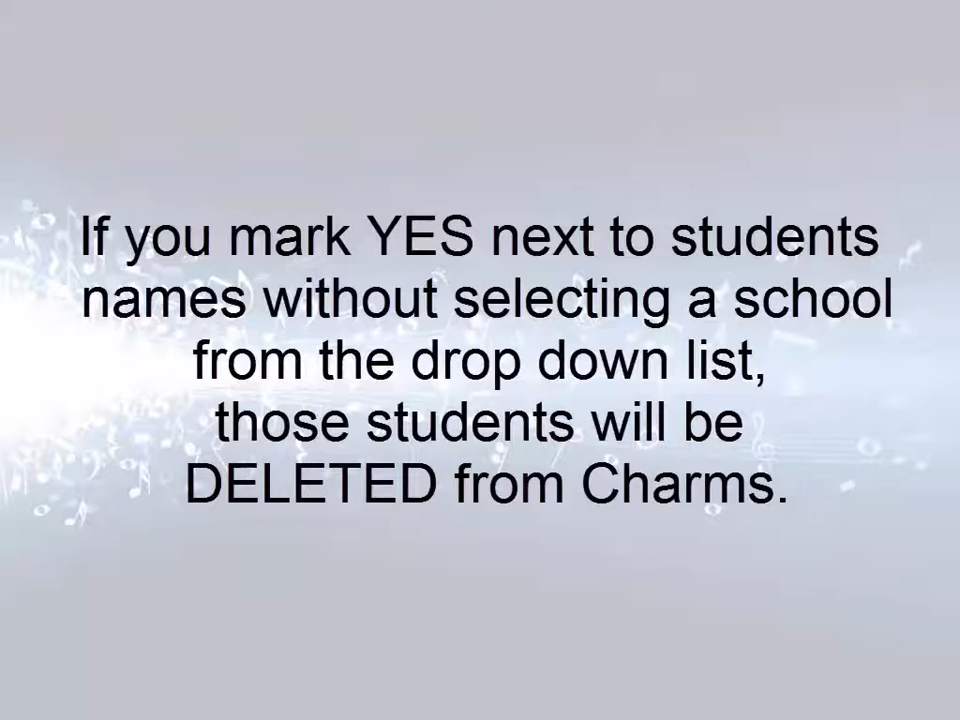 If you mark YES next to students
names without selecting a school
from the drop down list,
those students will be
DELETED from Charms.